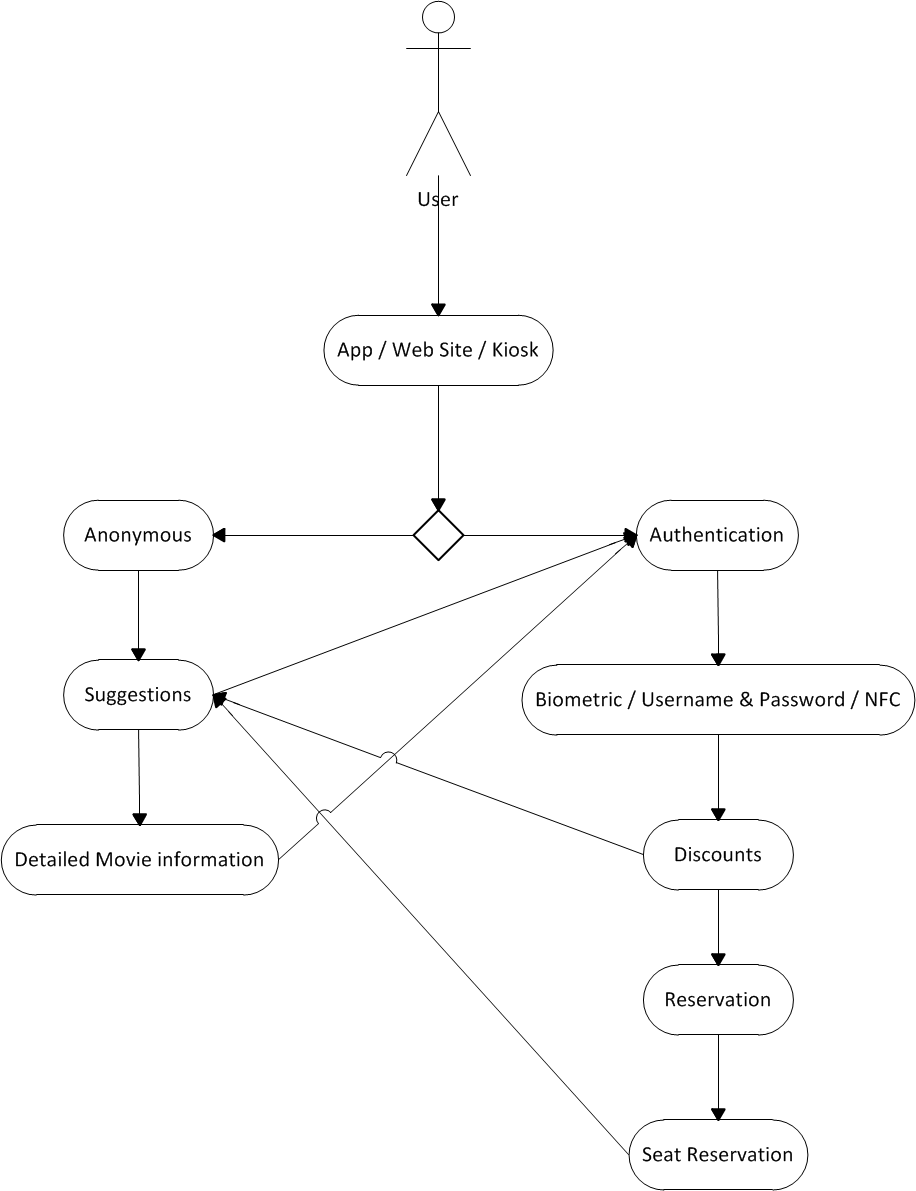 User
App / Web Site / Kiosk
Anonymous
Authentication
Suggestions
Biometric / Username & Password / NFC
Detailed Movie information
Discounts
Reservation
Seat Reservation